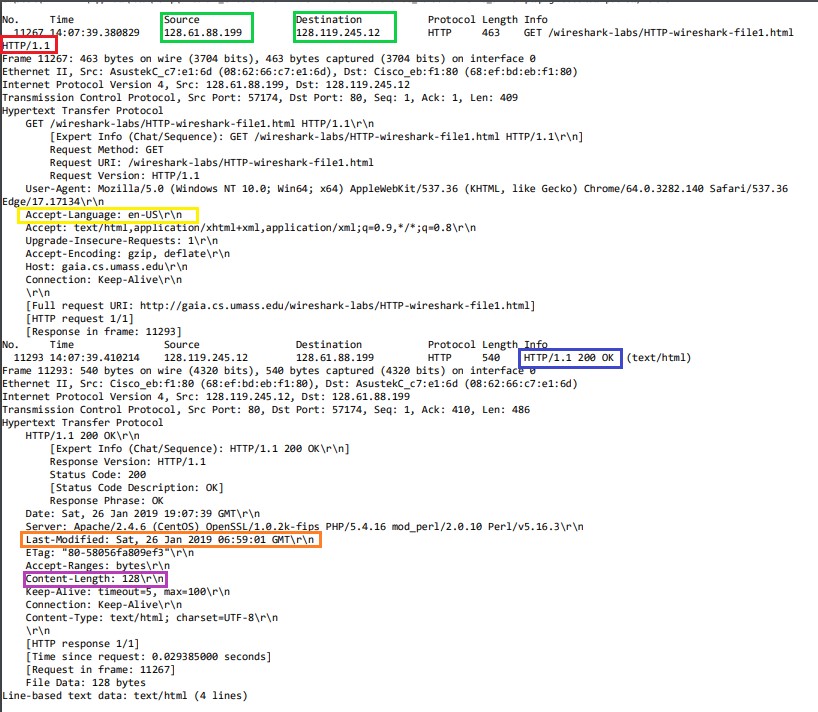 No. Time Source Destination Protocol Length Info
11267 14:07:39.380829 128.61.88.199 128.119.245.12 HTTP 463 GET /wireshark-labs/HTTP-wireshark-file1.html
HTTP/1.1
Frame 11267: 463 bytes on wire (3704 bits), 463 bytes captured (3704 bits) on interface 0
Ethernet II, Src: AsustekC_c7:e1:6d (08:62:66:c7:e1:6d), Dst: Cisco_eb:f1:80 (68:ef:bd:eb:f1:80)
Internet Protocol Version 4, Src: 128.61.88.199, Dst: 128.119.245.12
Transmission Control Protocol, Src Port: 57174, Dst Port: 80, Seq: 1, Ack: 1, Len: 409
Hypertext Transfer Protocol
GET /wireshark-labs/HTTP-wireshark-file1.html HTTP/1.1\r\n
[Expert Info (Chat/Sequence): GET /wireshark-labs/HTTP-wireshark-file1.html HTTP/1.1\r\n]
Request Method: GET
Request URI: /wireshark-labs/HTTP-wireshark-file1.html
Request Version: HTTP/1.1
User-Agent: Mozilla/5.0 (Windows NT 10.0; Win64; x64) AppleWebKit/537.36 (KHTML, like Gecko) Chrome/64.0.3282.140 Safari/537.36
Edge/17.17134\r\n
Accept-Language: en-US\r\n
Accept: text/html,application/xhtml+xml,application/xml;q=0.9,*/*;q=0.8\r\n
Upgrade-Insecure-Requests: 1\r\n
Accept-Encoding: gzip, deflate\r\n
Host: gaia.cs.umass.edu\r\n
Connection: Keep-Alive\r\n
\r\n
[Full request URI: http://gaia.cs.umass.edu/wireshark-labs/HTTP-wireshark-file1.html]
[HTTP request 1/1]
[Response in frame: 11293]
No. Time Source Destination Protocol Length Info
11293 14:07:39.410214 128.119.245.12 128.61.88.199 HTTP 540 HTTP/1.1 200 OK (text/html)
Frame 11293: 540 bytes on wire (4320 bits), 540 bytes captured (4320 bits) on interface 0
Ethernet II, Src: Cisco_eb:f1:80 (68:ef:bd:eb:f1:80), Dst: AsustekC_c7:e1:6d (08:62:66:c7:e1:6d)
Internet Protocol Version 4, Src: 128.119.245.12, Dst: 128.61.88.199
Transmission Control Protocol, Src Port: 80, Dst Port: 57174, Seq: 1, Ack: 410, Len: 486
Hypertext Transfer Protocol
HTTP/1.1 200 OK\r\n
[Expert Info (Chat/Sequence): HTTP/1.1 200 OK\r\n]
Response Version: HTTP/1.1
Status Code: 200
[Status Code Description: OK]
Response Phrase: OK
Date: Sat, 26 Jan 2019 19:07:39 GMT\r\n
Server: Apache/2.4.6 (CentOS) OpenSSL/1.0.2k-fips PHP/5.4.16 mod_perl/2.0.10 Perl/v5.16.3\r\n
Last-Modified: Sat, 26 Jan 2019 06:59:01 GMT\r\n
ETag: "80-58056fa809ef3"\r\n
Accept-Ranges: bytes\r\n
Content-Length: 128\r\n
Keep-Alive: timeout=5, max=100\r\n
Connection: Keep-Alive\r\n
Content-Type: text/html; charset=UTF-8\r\n
\r\n
[HTTP response 1/1]
[Time since request: 0.029385000 seconds]
[Request in frame: 11267]
File Data: 128 bytes
Line-based text data: text/html (4 lines)